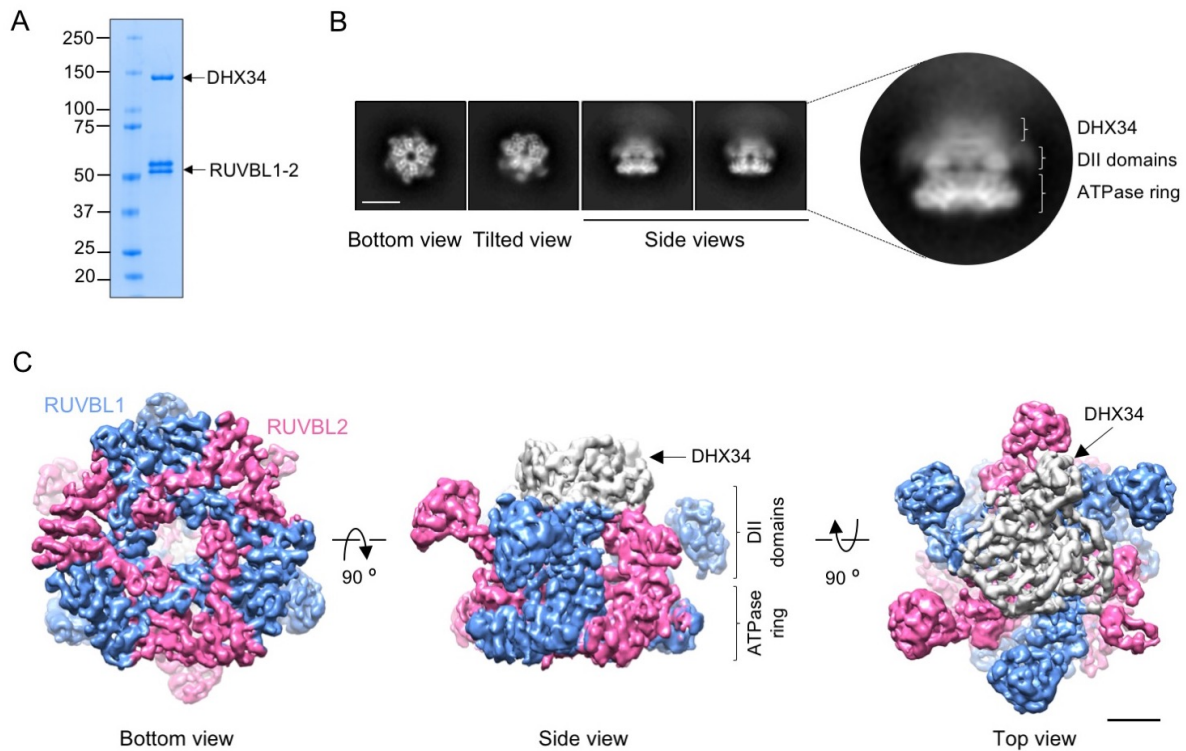 A
250
150
100
75
50
37
25
20
DHX34
RUVBL1-2
B
Bottom view
Tilted view
Side views
DHX34
DII domains
ATPase ring
C
RUVBL1
RUVBL2
Bottom view
90 º
DHX34
DII
domains
ATPase
ring
Side view
90 º
DHX34
Top view